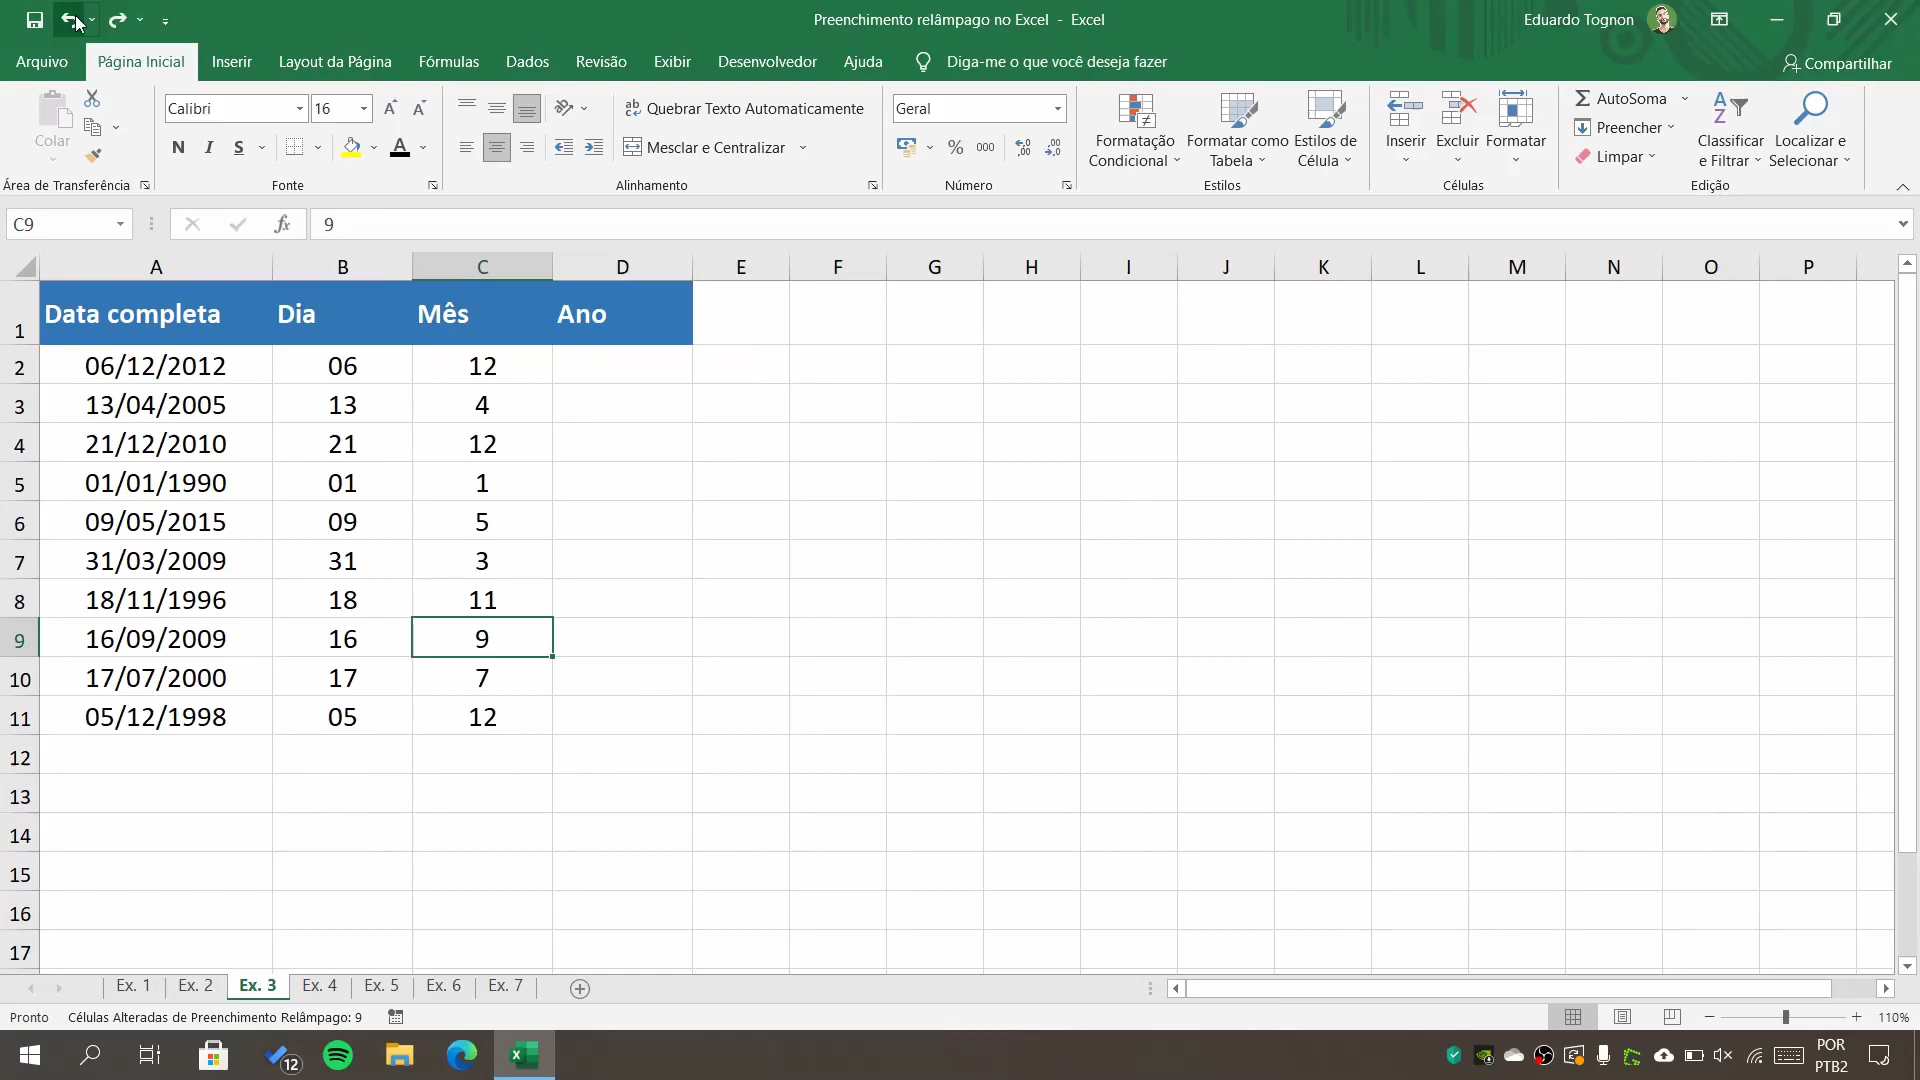 Preenchimento relâmpago no Excel - Excel
Eduardo Tognon
Arquivo Página Inicial Inserir Layout da Página Fórmulas Dados Revisão Exibir Desenvolvedor Ajuda Diga-me o que você deseja fazer Compartilhar
Colar
Calibri 16
Quebrar Texto Automaticamente
Geral
Formatação Condicional
Formatar como Tabela
Estilos de Célula
Inserir Excluir Formatar
AutoSoma
Preencher
Limpar
Classificar e Filtrar
Localizar e Selecionar
N I S
Mesclar e Centralizar
% 000
Área de Transferência Fonte Alinhamento Número Estilos Células Edição
C9 fx 9
A B C D E F G H I J K L M N O P
1 Data completa Dia Mês Ano
2 06/12/2012 06 12
3 13/04/2005 13 4
4 21/12/2010 21 12
5 01/01/1990 01 1
6 09/05/2015 09 5
7 31/03/2009 31 3
8 18/11/1996 18 11
9 16/09/2009 16 9
10 17/07/2000 17 7
11 05/12/1998 05 12
12
13
14
15
16
17
Ex. 1 Ex. 2 Ex. 3 Ex. 4 Ex. 5 Ex. 6 Ex. 7
Pronto Células Alteradas de Preenchimento Relâmpago: 9 110%
12
POR
PTB2